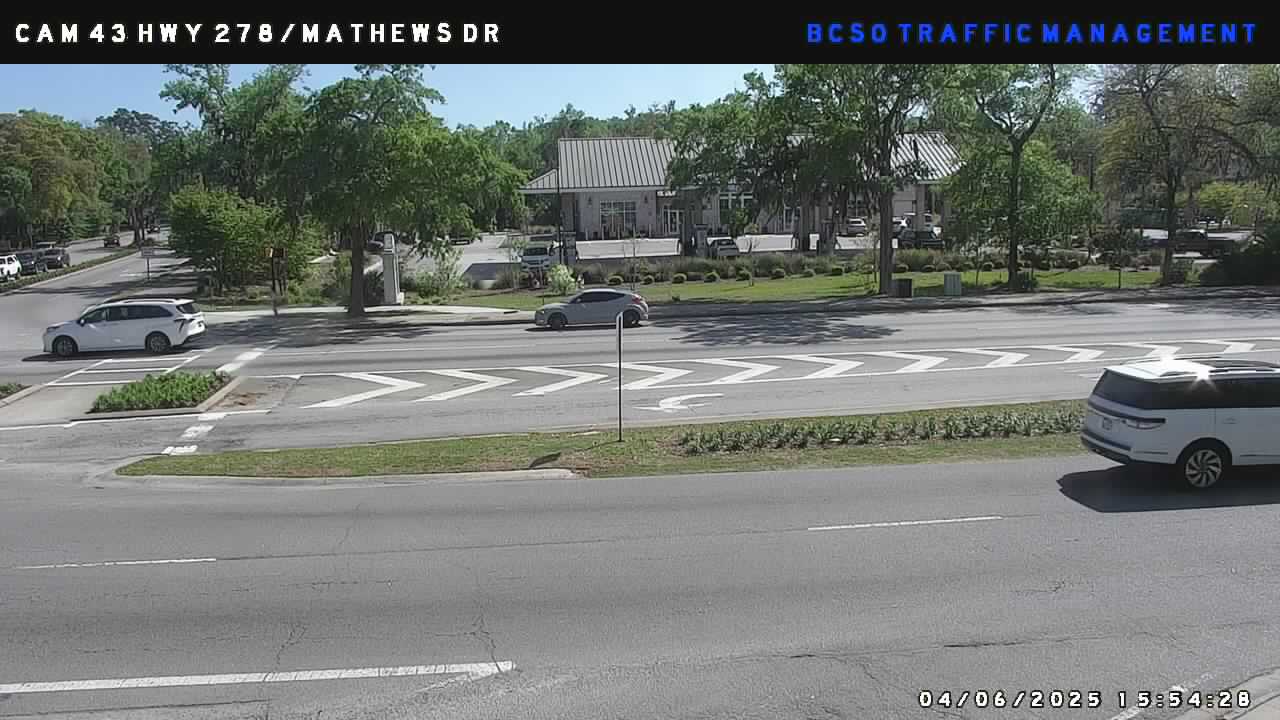 CAM 43 HWY 278/MATHEWS DR
BCSO TRAFFIC MANAGEMENT
04/06/2025 15:54:28